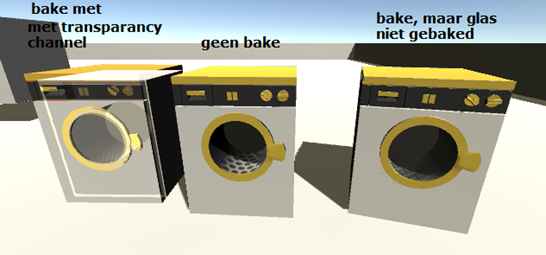 bake met
met transparancy
channel
geen bake
bake, maar glas
niet gebaked